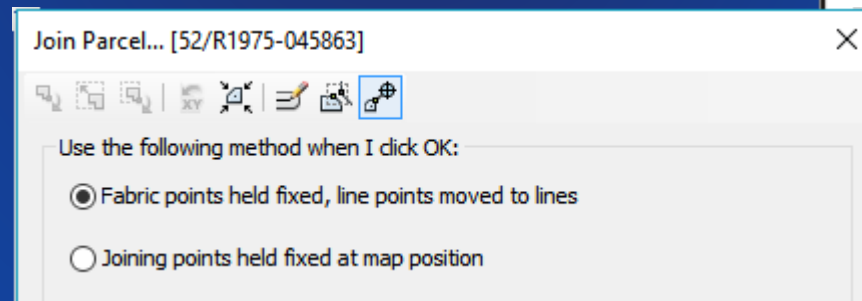 Join Parcel... [52/R1975-045863]
XY
Use the following method when I click OK:
Fabric points held fixed, line points moved to lines
Joining points held fixed at map position